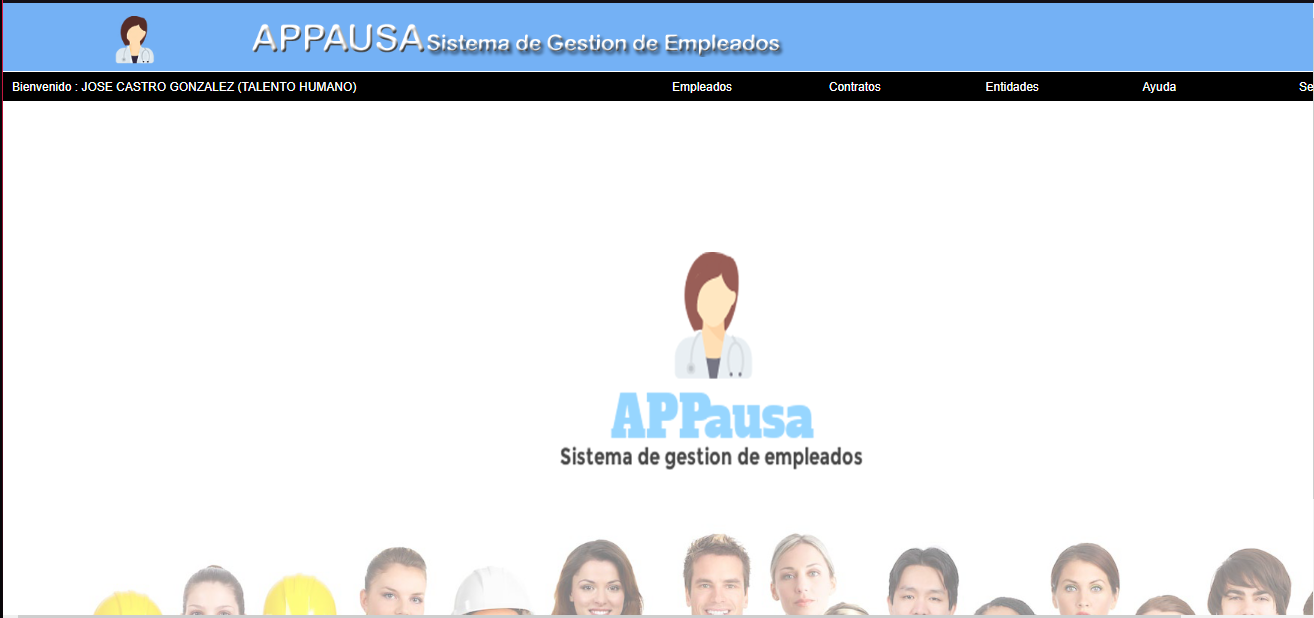 APPAUSA Sistema de Gestion de Empleados
Bienvenido : JOSE CASTRO GONZALEZ (TALENTO HUMANO) Empleados Contratos Entidades Ayuda Se
APPausa
Sistema de gestion de empleados